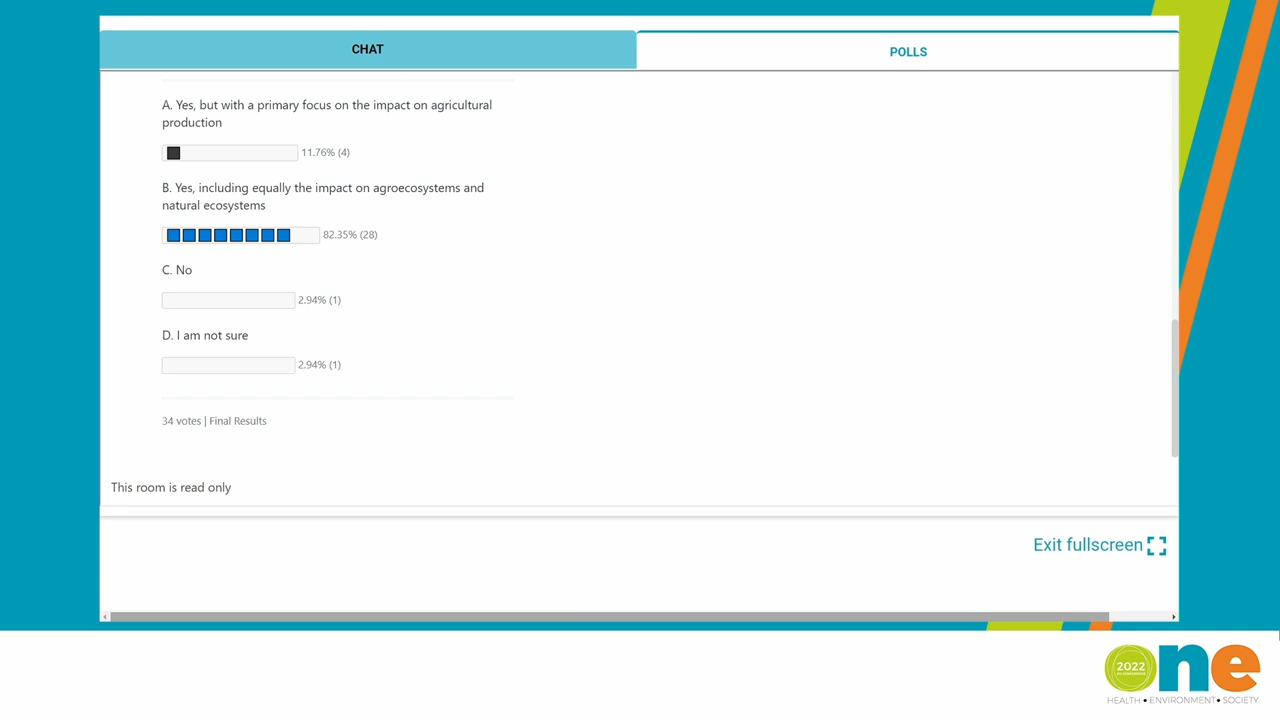 CHAT
POLLS
A. Yes, but with a primary focus on the impact on agricultural
production
11.76% (4)
B. Yes, including equally the impact on agroecosystems and
natural ecosystems
82.35% (28)
C. No
2.94% (1)
D. I am not sure
2.94% (1)
34 votes | Final Results
This room is read only
Exit fullscreen
2022
one
HEALTH • ENVIRONMENT • SOCIETY